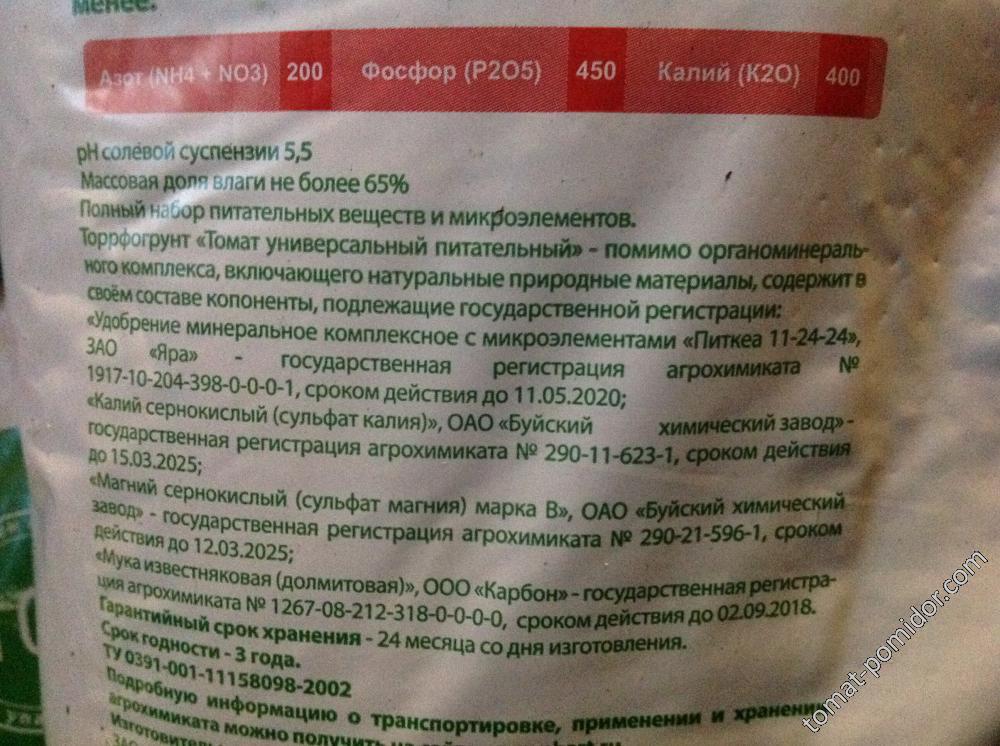 менее.
Азот (NH4 + NO3) 200 Фосфор (P2O5) 450 Калий (K2O) 400
pH солевой суспензии 5,5
Массовая доля влаги не более 65%
Полный набор питательных веществ и микроэлементов.
Торрфогрунт «Томат универсальный питательный» - помимо органоминераль-
ного комплекса, включающего натуральные природные материалы, содержит в
своём составе копоненты, подлежащие государственной регистрации:
«Удобрение минеральное комплексное с микроэлементами «Питкеа 11-24-24»,
ЗАО «Яра» - государственная регистрация агрохимиката №
1917-10-204-398-0-0-0-1, сроком действия до 11.05.2020;
«Калий сернокислый (сульфат калия)», ОАО «Буйский химический завод» -
государственная регистрация агрохимиката № 290-11-623-1, сроком действия
до 15.03.2025;
«Магний сернокислый (сульфат магния) марка В», ОАО «Буйский химический
завод» - государственная регистрация агрохимиката № 290-21-596-1, сроком
действия до 12.03.2025;
«Мука известняковая (долмитовая)», ООО «Карбон» - государственная регистра-
ция агрохимиката № 1267-08-212-318-0-0-0-0, сроком действия до 02.09.2018.
Гарантийный срок хранения - 24 месяца со дня изготовления.
Срок годности - 3 года.
ТУ 0391-001-11158098-2002
Подробную информацию о транспортировке, применении и хранении
агрохимиката можно получить на
tomat-pomidor.com